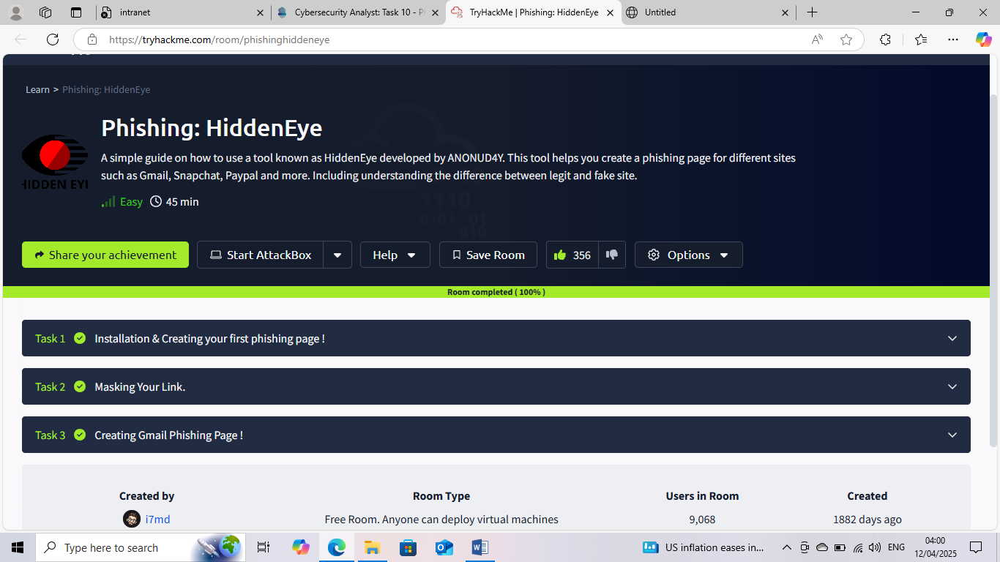 intranet
Cybersecurity Analyst: Task 10 - Ph
TryHackMe | Phishing: HiddenEye
Untitled
https://tryhackme.com/room/phishinghiddeneye
Learn > Phishing: HiddenEye
Phishing: HiddenEye
A simple guide on how to use a tool known as HiddenEye developed by ANONUD4Y. This tool helps you create a phishing page for different sites
such as Gmail, Snapchat, Paypal and more. Including understanding the difference between legit and fake site.
HIDDEN EYE
Easy 45 min
1110
0101 01
010
Share your achievement
Start AttackBox
Help
Save Room
356
Options
Room completed ( 100% )
Task 1 Installation & Creating your first phishing page !
Task 2 Masking Your Link.
Task 3 Creating Gmail Phishing Page !
Created by Room Type Users in Room Created
i7md Free Room. Anyone can deploy virtual machines 9,068 1882 days ago
Type here to search
US inflation eases in...
ENG
04:00
12/04/2025